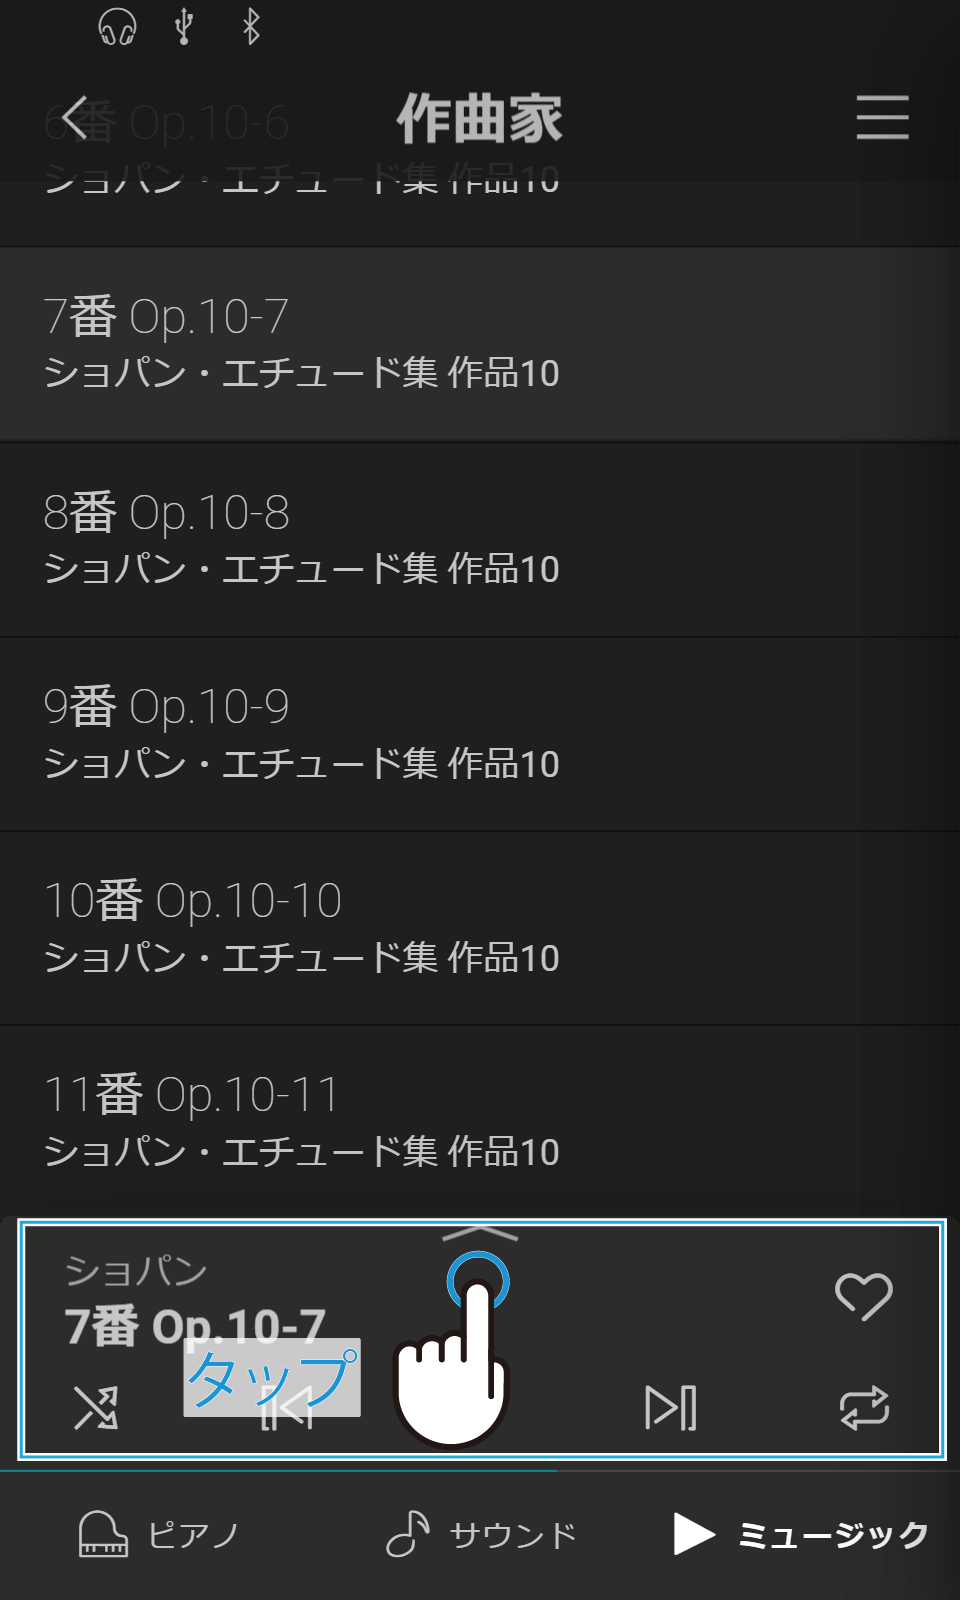 作曲家
6番 Op.10-6
ショパン・エチュード集 作品10
7番 Op.10-7
ショパン・エチュード集 作品10
8番 Op.10-8
ショパン・エチュード集 作品10
9番 Op.10-9
ショパン・エチュード集 作品10
10番 Op.10-10
ショパン・エチュード集 作品10
11番 Op.10-11
ショパン・エチュード集 作品10
ショパン
7番 Op.10-7
タップ
ピアノ
サウンド
ミュージック